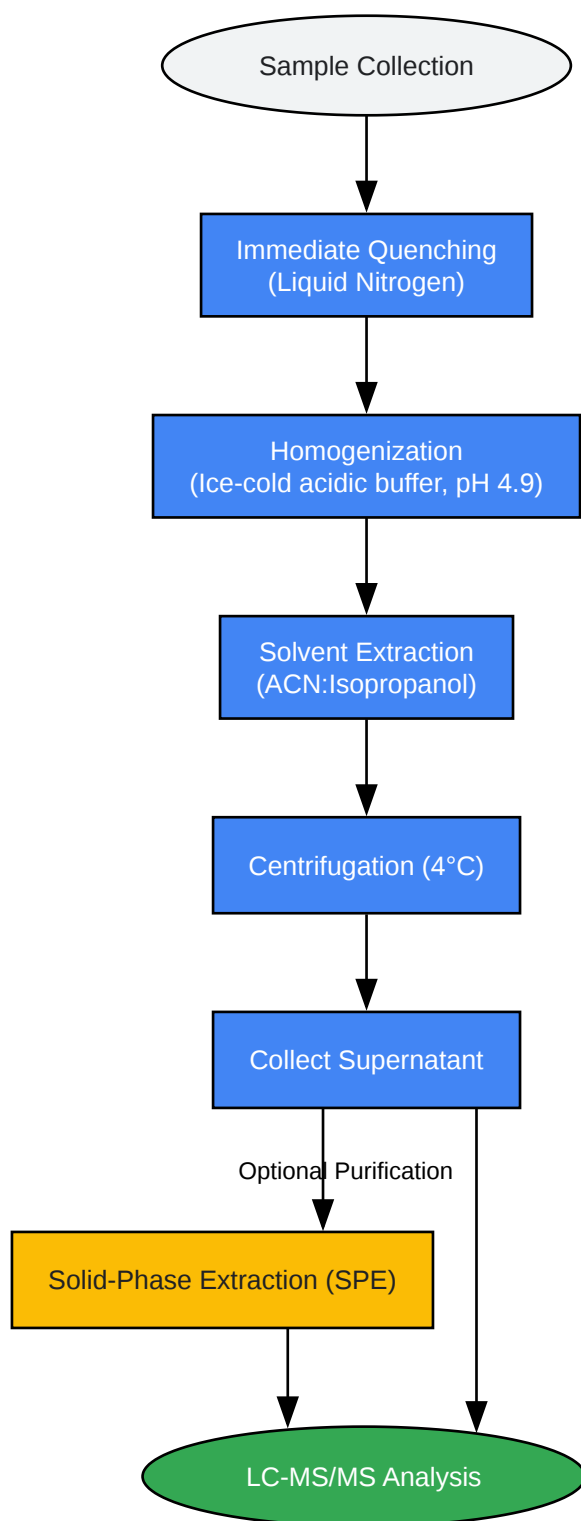 Sample Collection
Immediate Quenching
(Liquid Nitrogen)
Homogenization
(Ice-cold acidic buffer, pH 4.9)
Solvent Extraction
(ACN:Isopropanol)
Centrifugation (4°C)
Collect Supernatant
Optional Purification
Solid-Phase Extraction (SPE)
LC-MS/MS Analysis